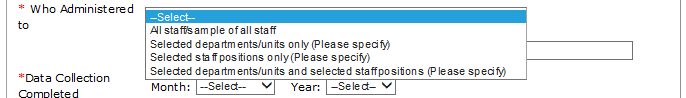 * Who Administered to
--Select--
All staff/sample of all staff
Selected departments/units only (Please specify)
Selected staff positions only (Please specify)
Selected departments/units and selected staff positions (Please specify)
*Data Collection Completed
Month: --Select-- Year: --Select--